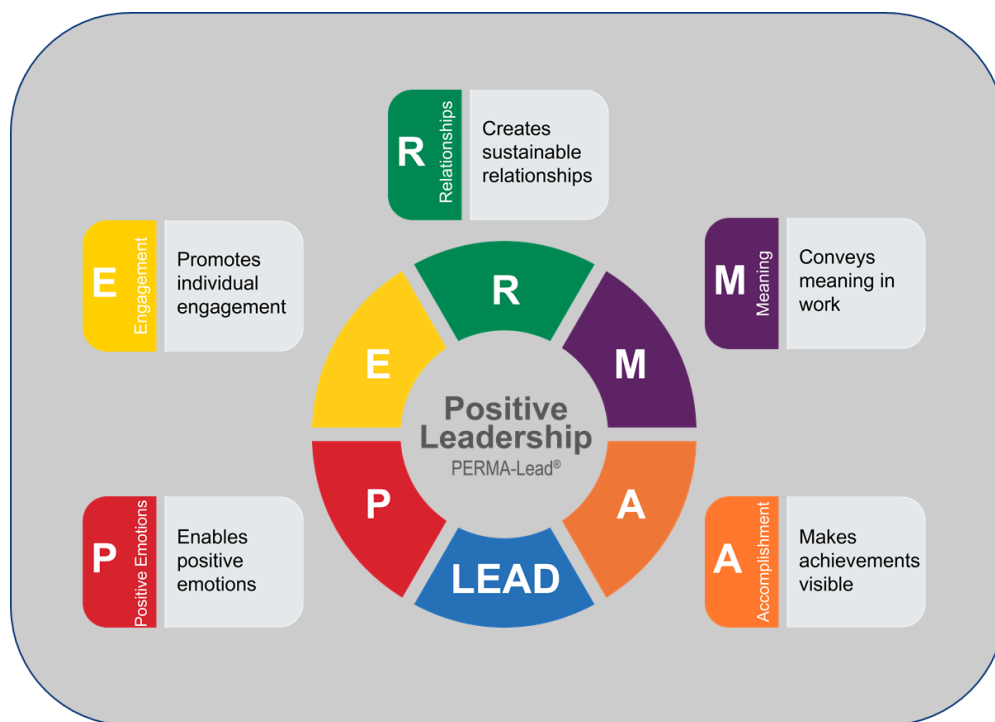 R
Relationships
Creates
sustainable
relationships
E
Engagement
Promotes
individual
engagement
M
Meaning
Conveys
meaning in
work
R
E
M
Positive
Leadership
PERMA-Lead®
P
A
LEAD
P
Positive Emotions
Enables
positive
emotions
A
Accomplishment
Makes
achievements
visible